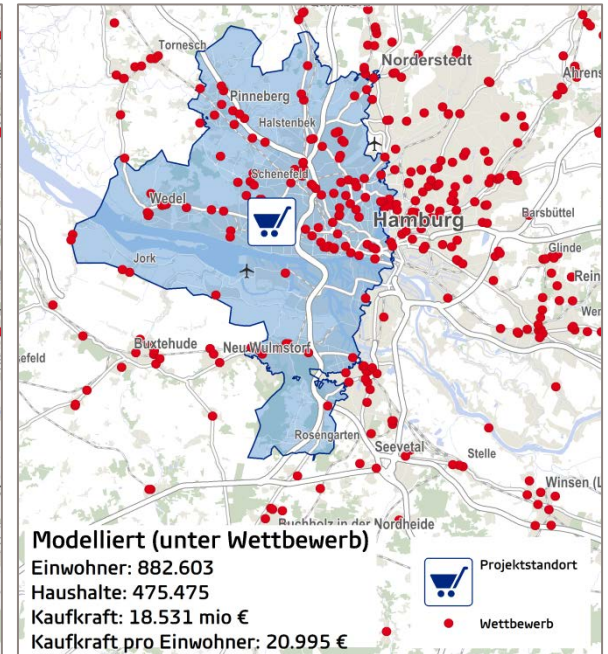 Tornesch
Norderstedt
Ahrens
Pinneberg
Halstenbek
Schenefeld
Wedel
Hamburg
Barsbüttel
Glinde
Jork
Rein
Buxtehude
Neu Wulmstorf
Rosengarten
Seevetal
Stelle
Winsen (L
Buchholz in der Nordheide
Modelliert (unter Wettbewerb)
Einwohner: 882.603
Haushalte: 475.475
Kaufkraft: 18.531 mio €
Kaufkraft pro Einwohner: 20.995 €
Projektstandort
Wettbewerb